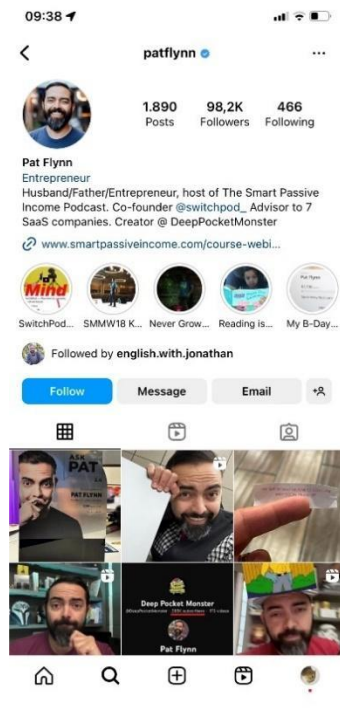 09:38
patflynn
1.890 98,2K 466
Posts Followers Following
Pat Flynn
Entrepreneur
Husband/Father/Entrepreneur, host of The Smart Passive
Income Podcast. Co-founder @switchpod_ Advisor to 7
SaaS companies. Creator @ DeepPocketMonster
www.smartpassiveincome.com/course-webi...
Mind
SwitchPod... SMMW18 K... Never Grow... Reading is... My B-Day...
Followed by english.with.jonathan
Follow Message Email
ASK
PAT
PAT FLYNN
Deep Pocket Monster
Pat Flynn